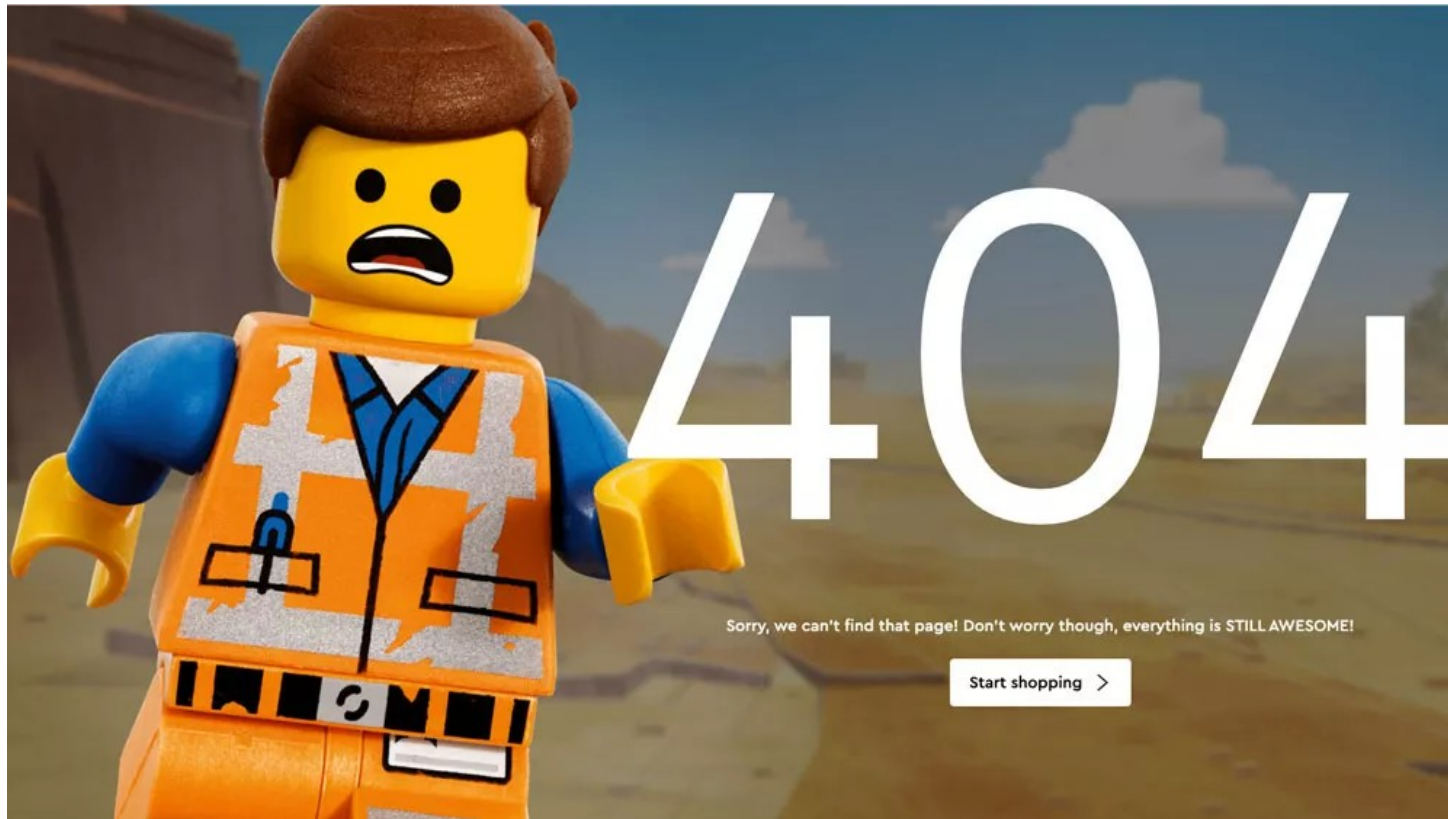 404
Sorry, we can't find that page! Don't worry though, everything is STILL AWESOME!
Start shopping